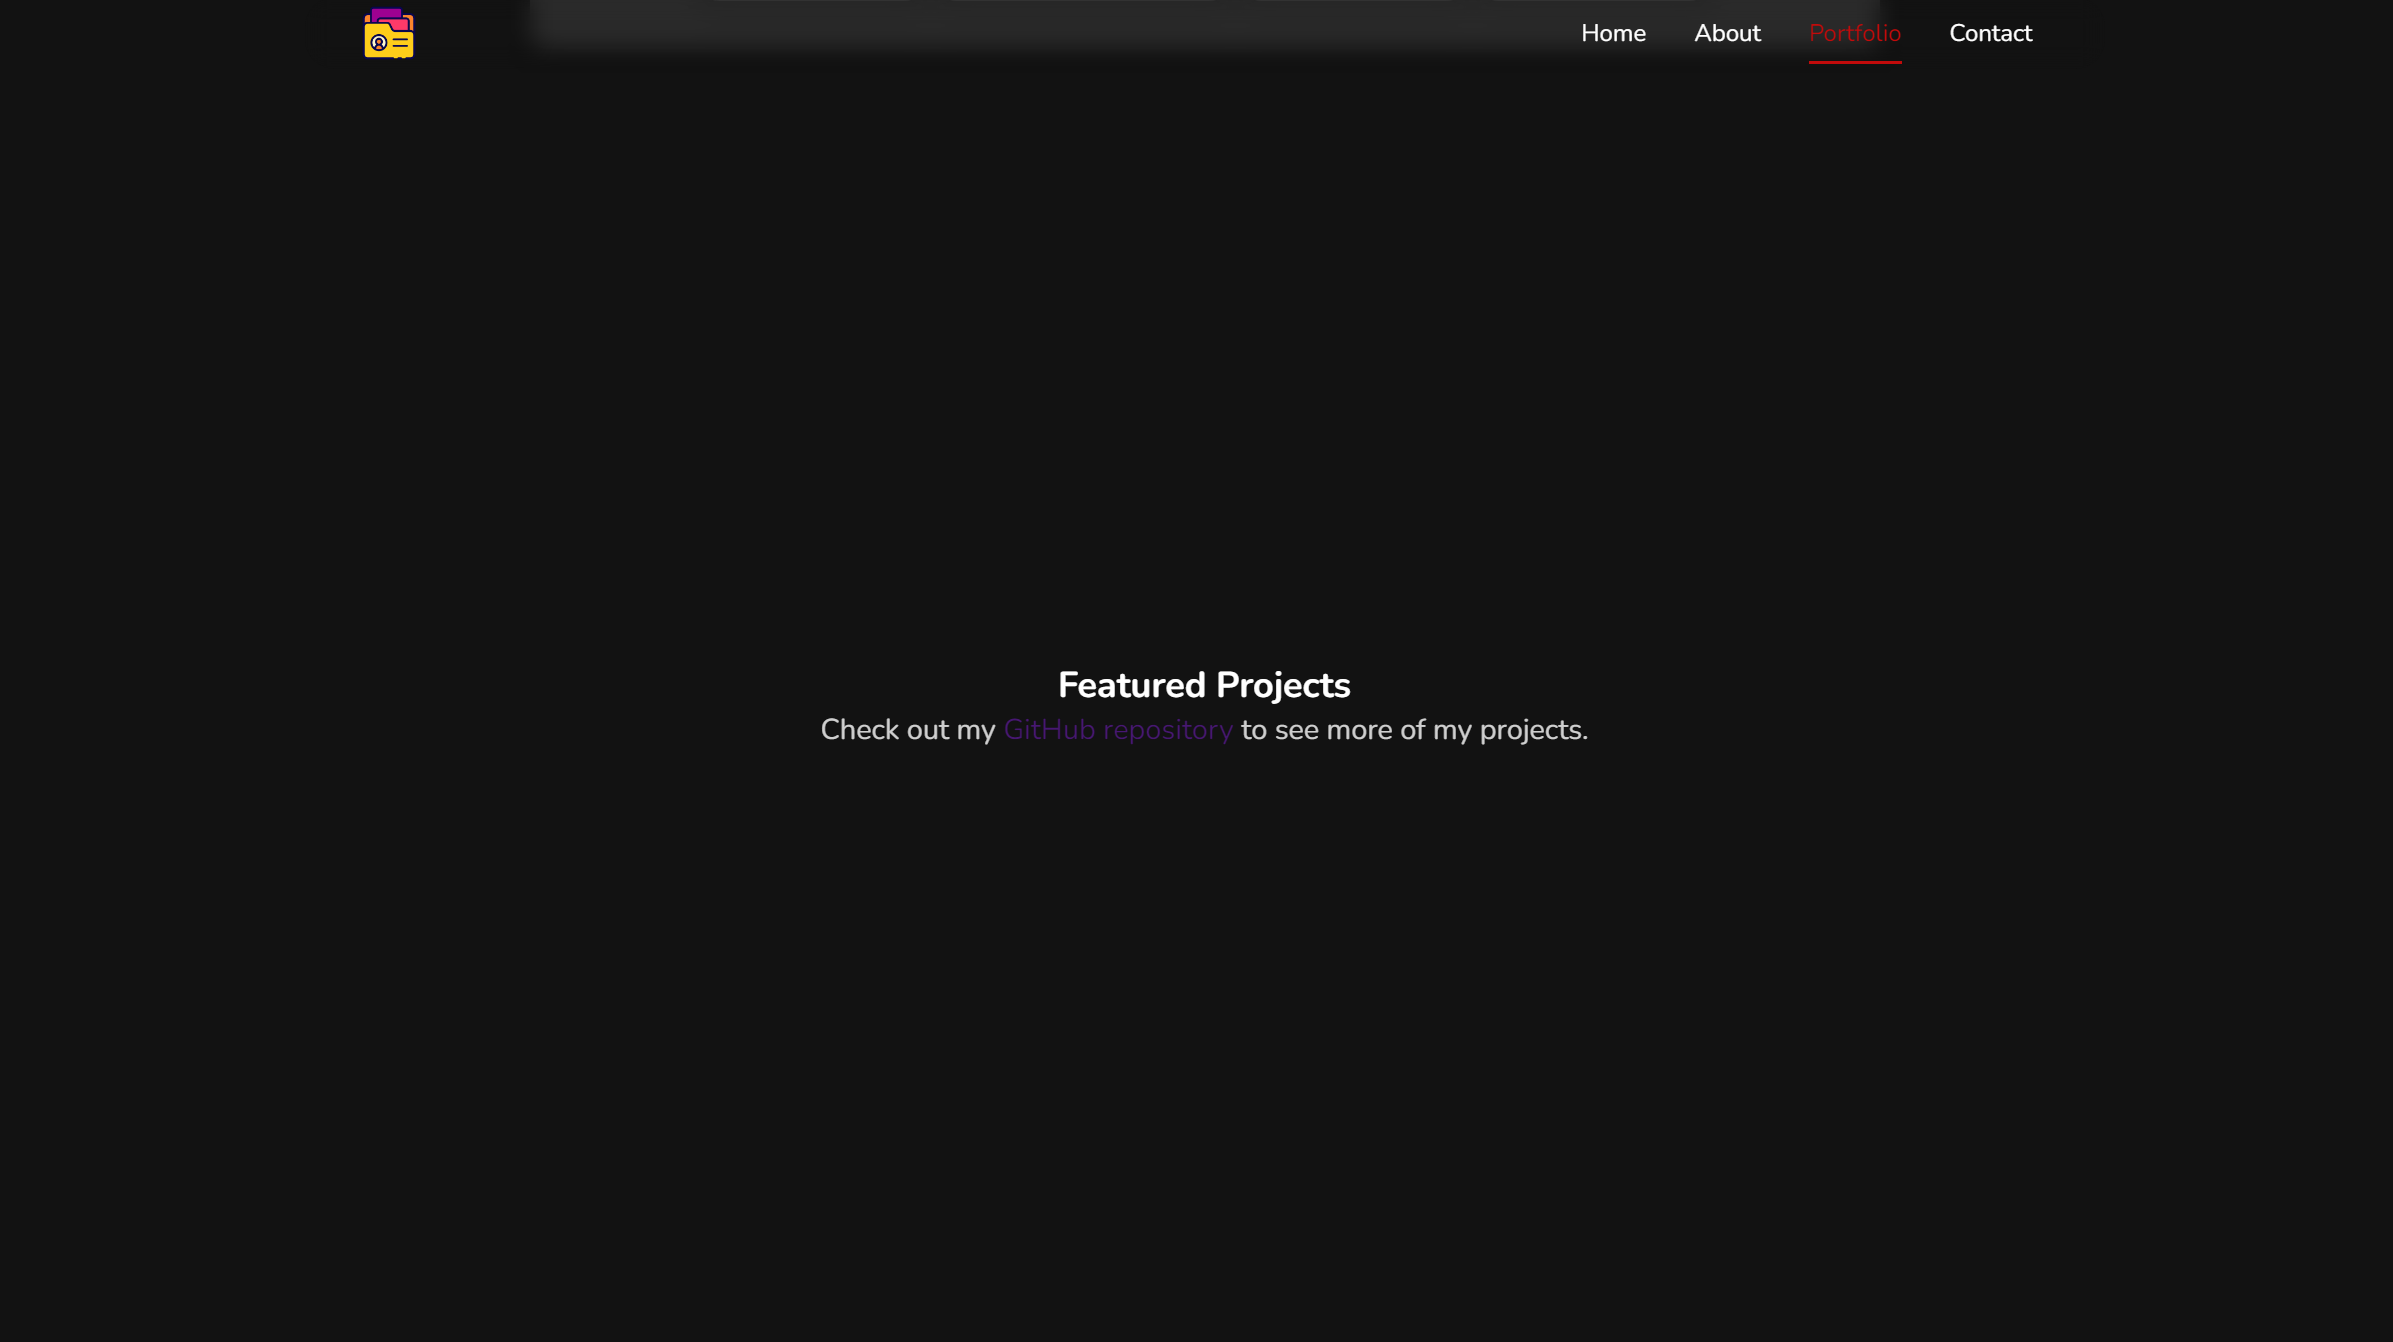 Home About Portfolio Contact
Featured Projects
Check out my GitHub repository to see more of my projects.